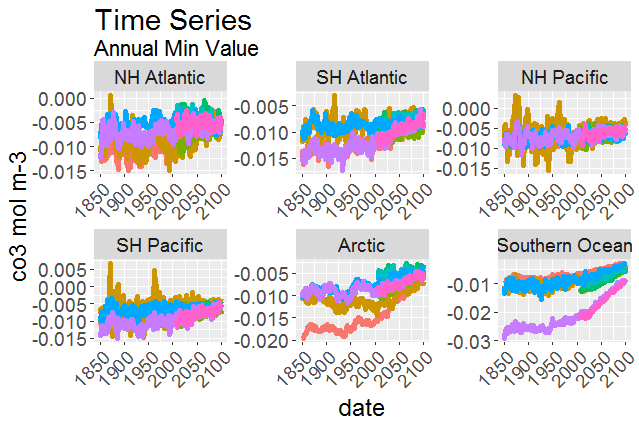 Time Series
Annual Min Value
NH Atlantic SH Atlantic NH Pacific
0.000
-0.005
-0.010
-0.015
-0.005
-0.010
-0.015
0.005
0.000
-0.005
-0.010
-0.015
1850 1900 1950 2000 2050 2100
1850 1900 1950 2000 2050 2100
1850 1900 1950 2000 2050 2100
co3 mol m-3
SH Pacific Arctic Southern Ocean
0.005
0.000
-0.005
-0.010
-0.015
-0.005
-0.010
-0.015
-0.020
-0.01
-0.02
-0.03
1850 1900 1950 2000 2050 2100
1850 1900 1950 2000 2050 2100
1850 1900 1950 2000 2050 2100
date